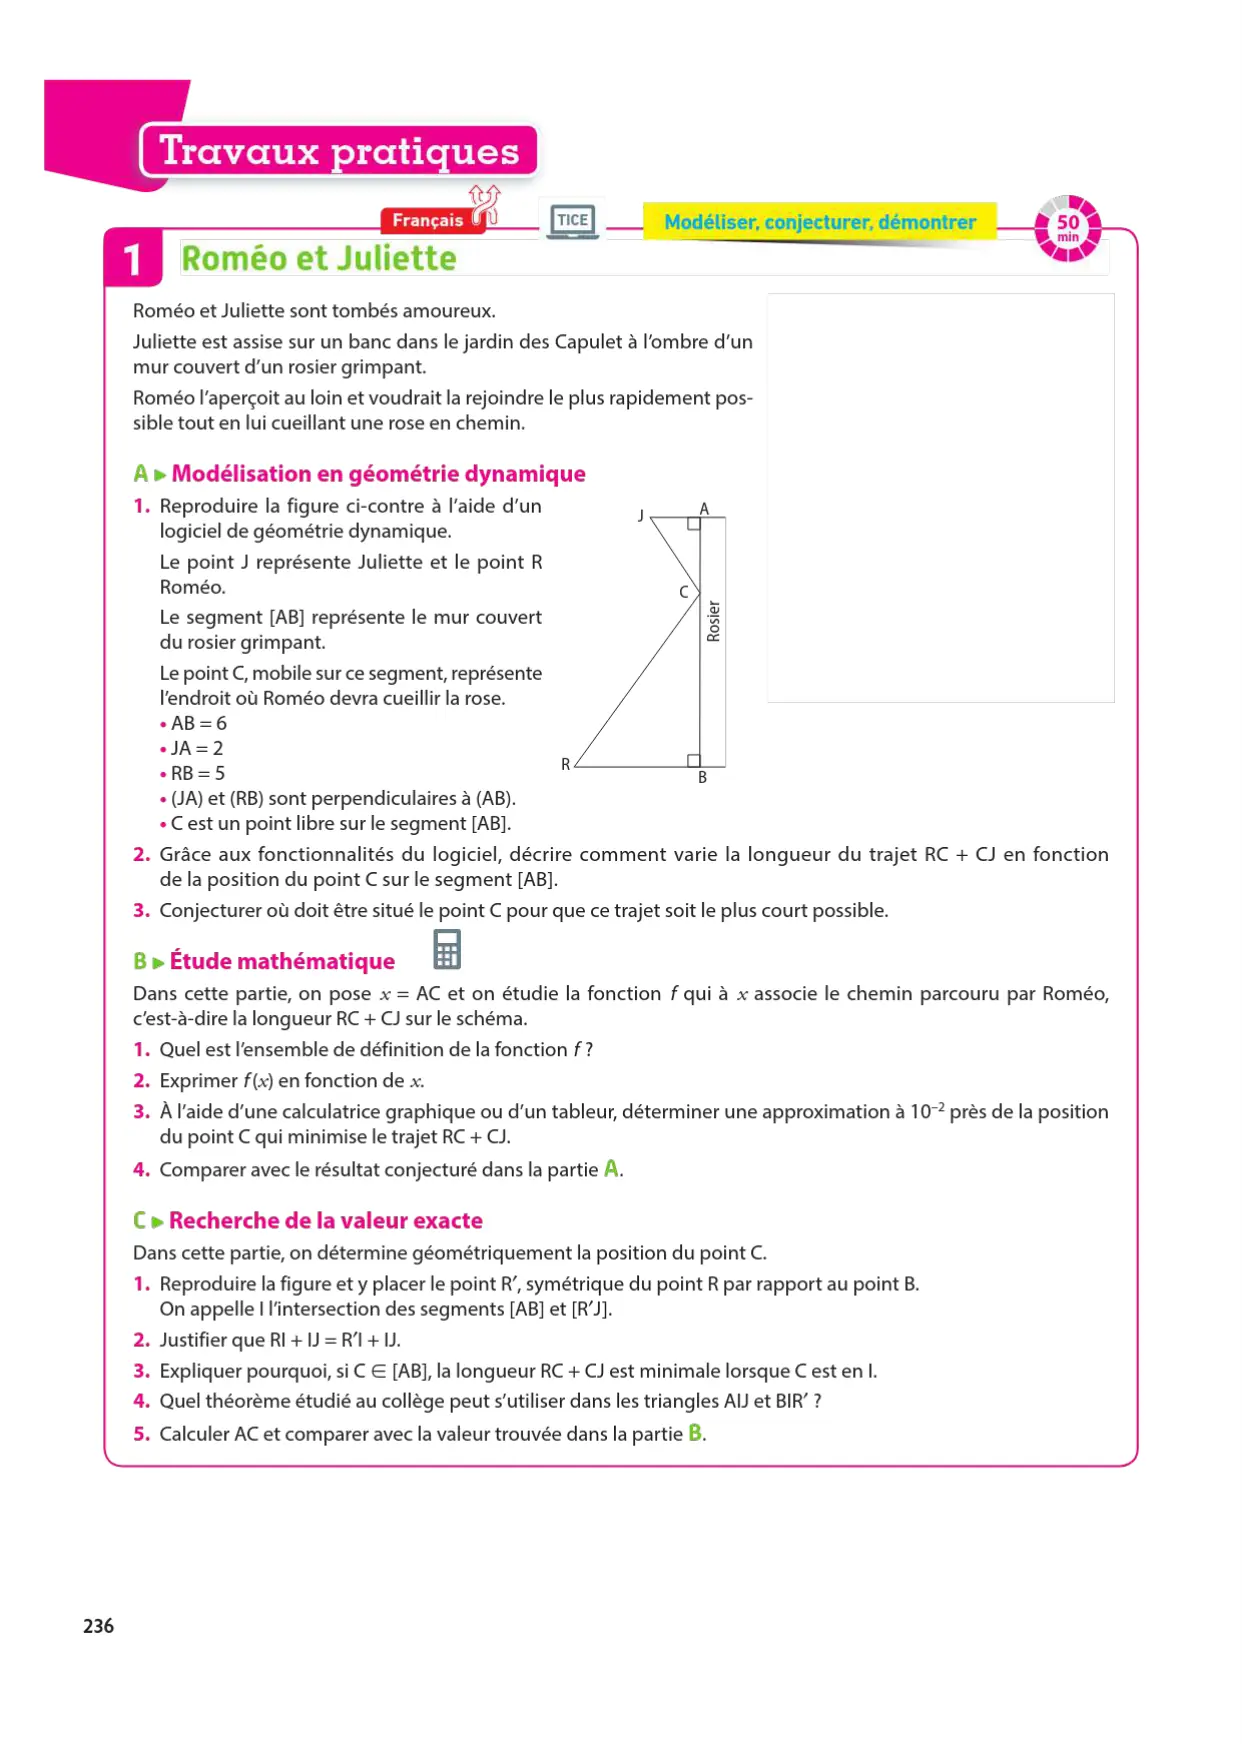 Travaux pratiques
Français
TICE
Modéliser, conjecturer, démontrer
50
min
1
Roméo et Juliette
Roméo et Juliette sont tombés amoureux.
Juliette est assise sur un banc dans le jardin des Capulet à l’ombre d’un
mur couvert d’un rosier grimpant.
Roméo l’aperçoit au loin et voudrait la rejoindre le plus rapidement pos-
sible tout en lui cueillant une rose en chemin.
A ▸ Modélisation en géométrie dynamique
1. Reproduire la figure ci-contre à l’aide d’un
logiciel de géométrie dynamique.
Le point J représente Juliette et le point R
Roméo.
Le segment [AB] représente le mur couvert
du rosier grimpant.
Le point C, mobile sur ce segment, représente
l’endroit où Roméo devra cueillir la rose.
• AB = 6
• JA = 2
• RB = 5
• (JA) et (RB) sont perpendiculaires à (AB).
• C est un point libre sur le segment [AB].
J
A
C
Rosier
R
B
2. Grâce aux fonctionnalités du logiciel, décrire comment varie la longueur du trajet RC + CJ en fonction
de la position du point C sur le segment [AB].
3. Conjecturer où doit être situé le point C pour que ce trajet soit le plus court possible.
B ▸ Étude mathématique
Dans cette partie, on pose x = AC et on étudie la fonction f qui à x associe le chemin parcouru par Roméo,
c’est-à-dire la longueur RC + CJ sur le schéma.
1. Quel est l’ensemble de définition de la fonction f ?
2. Exprimer f(x) en fonction de x.
3. À l’aide d’une calculatrice graphique ou d’un tableur, déterminer une approximation à 10⁻² près de la position
du point C qui minimise le trajet RC + CJ.
4. Comparer avec le résultat conjecturé dans la partie A.
C ▸ Recherche de la valeur exacte
Dans cette partie, on détermine géométriquement la position du point C.
1. Reproduire la figure et y placer le point R′, symétrique du point R par rapport au point B.
On appelle I l’intersection des segments [AB] et [R′J].
2. Justifier que RI + IJ = R′I + IJ.
3. Expliquer pourquoi, si C ∈ [AB], la longueur RC + CJ est minimale lorsque C est en I.
4. Quel théorème étudié au collège peut s’utiliser dans les triangles AIJ et BIR′ ?
5. Calculer AC et comparer avec la valeur trouvée dans la partie B.
236